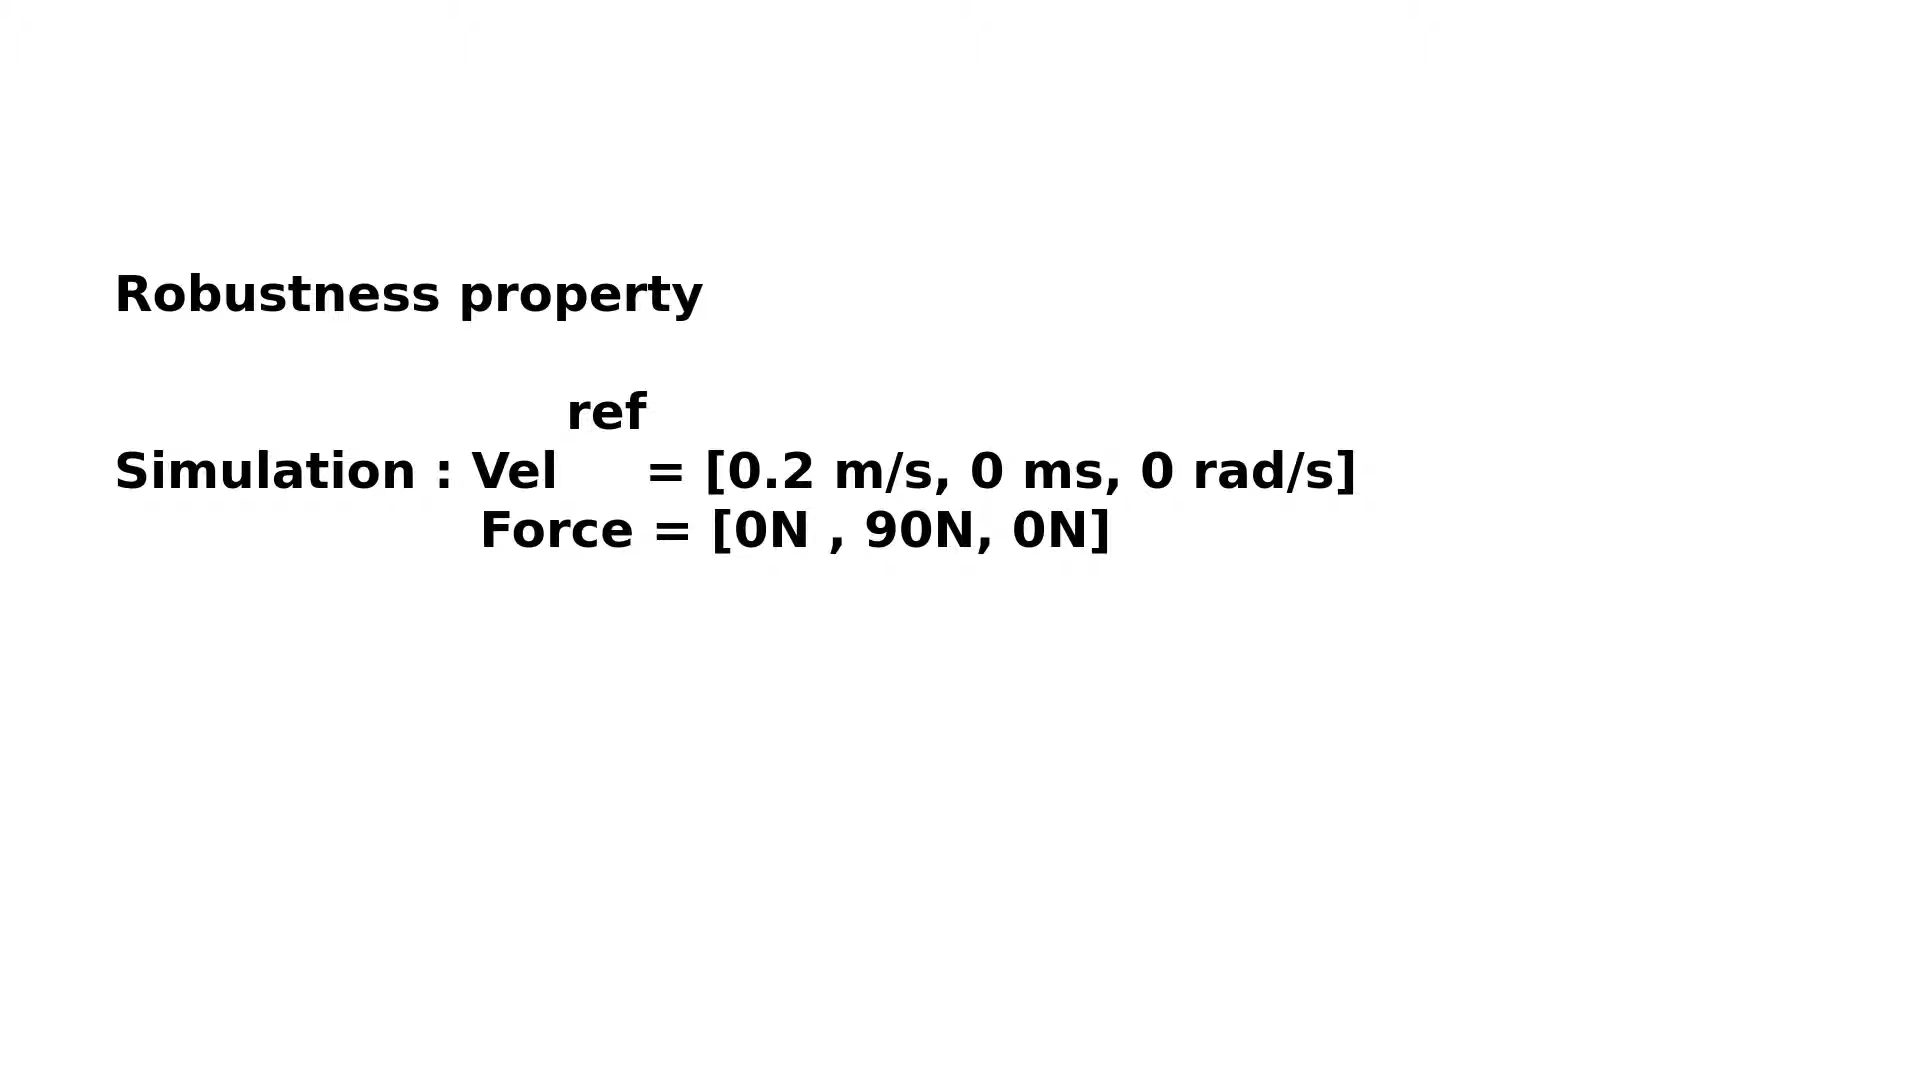 Robustness property
ref
Simulation : Vel = [0.2 m/s, 0 ms, 0 rad/s]
Force = [0N , 90N, 0N]